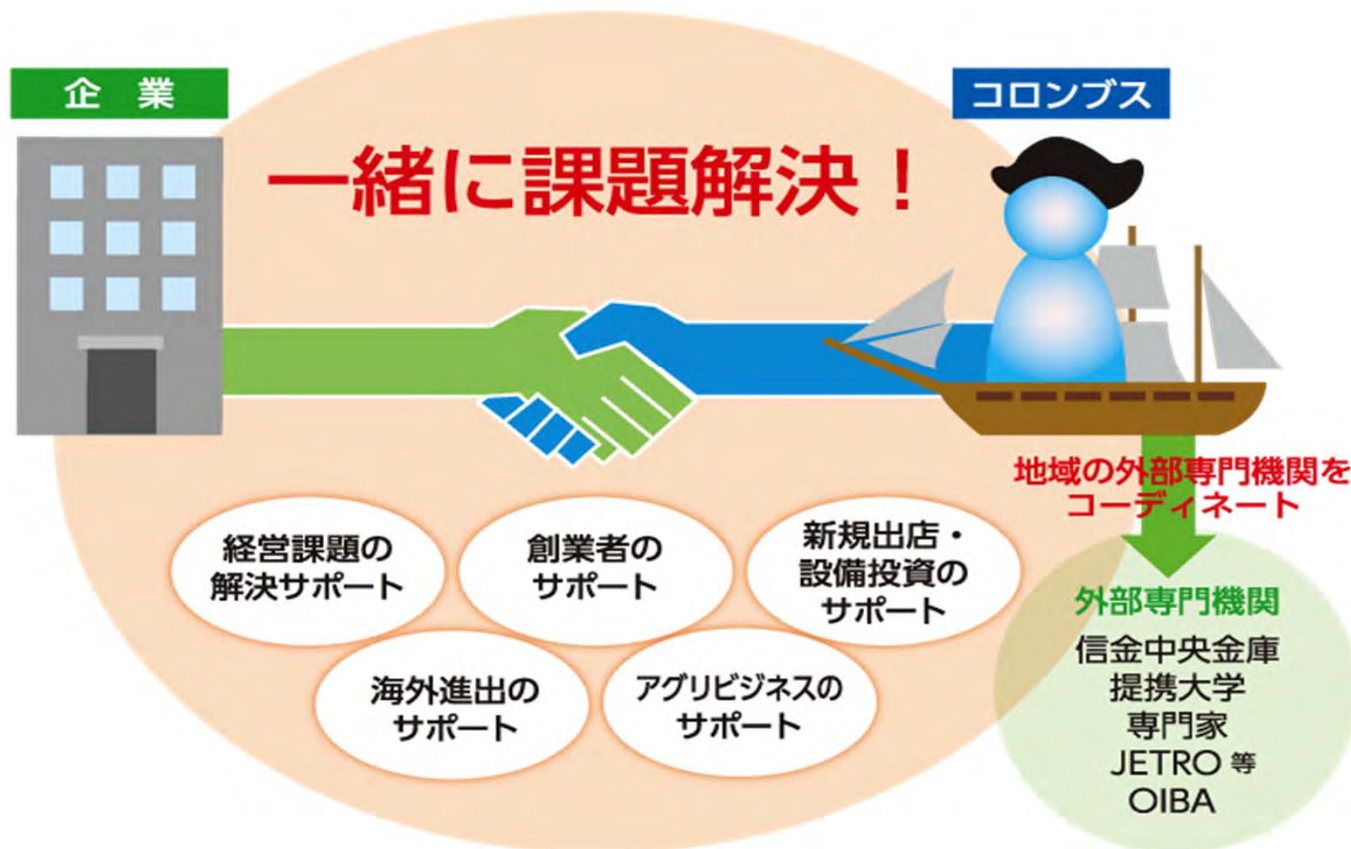 企 業
コロンブス
一緒に課題解決！
地域の外部専門機関を
コーディネート
経営課題の
解決サポート
創業者の
サポート
新規出店・
設備投資の
サポート
海外進出の
サポート
アグリビジネスの
サポート
外部専門機関
信金中央金庫
提携大学
専門家
JETRO 等
OIBA